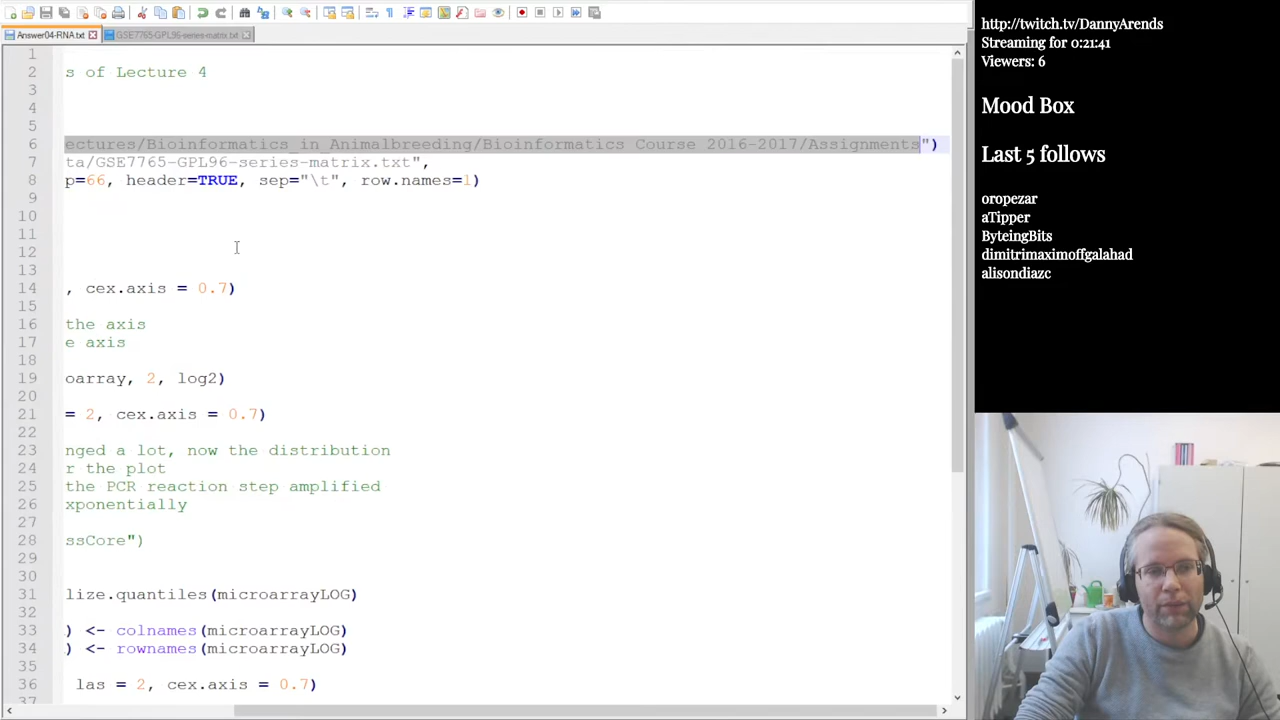 Answer04-RNA.txt
GSE7765-GPL96-series-matrix.txt
1
2 s of Lecture 4
3
4
5
6 ectures/Bioinformatics_in_Animalbreeding/Bioinformatics Course 2016-2017/Assignments")
7 ta/GSE7765-GPL96-series-matrix.txt",
8 p=66, header=TRUE, sep="\t", row.names=1)
9
10
11
12
13
14 , cex.axis = 0.7)
15
16 the axis
17 e axis
18
19 oarray, 2, log2)
20
21 = 2, cex.axis = 0.7)
22
23 nged a lot, now the distribution
24 r the plot
25 the PCR reaction step amplified
26 xponentially
27
28 ssCore")
29
30
31 lize.quantiles(microarrayLOG)
32
33 ) <- colnames(microarrayLOG)
34 ) <- rownames(microarrayLOG)
35
36 las = 2, cex.axis = 0.7)
37
http://twitch.tv/DannyArends
Streaming for 0:21:41
Viewers: 6
Mood Box
Last 5 follows
oropezar
aTipper
ByteingBits
dimitrimaximoffgalahad
alisondiazc